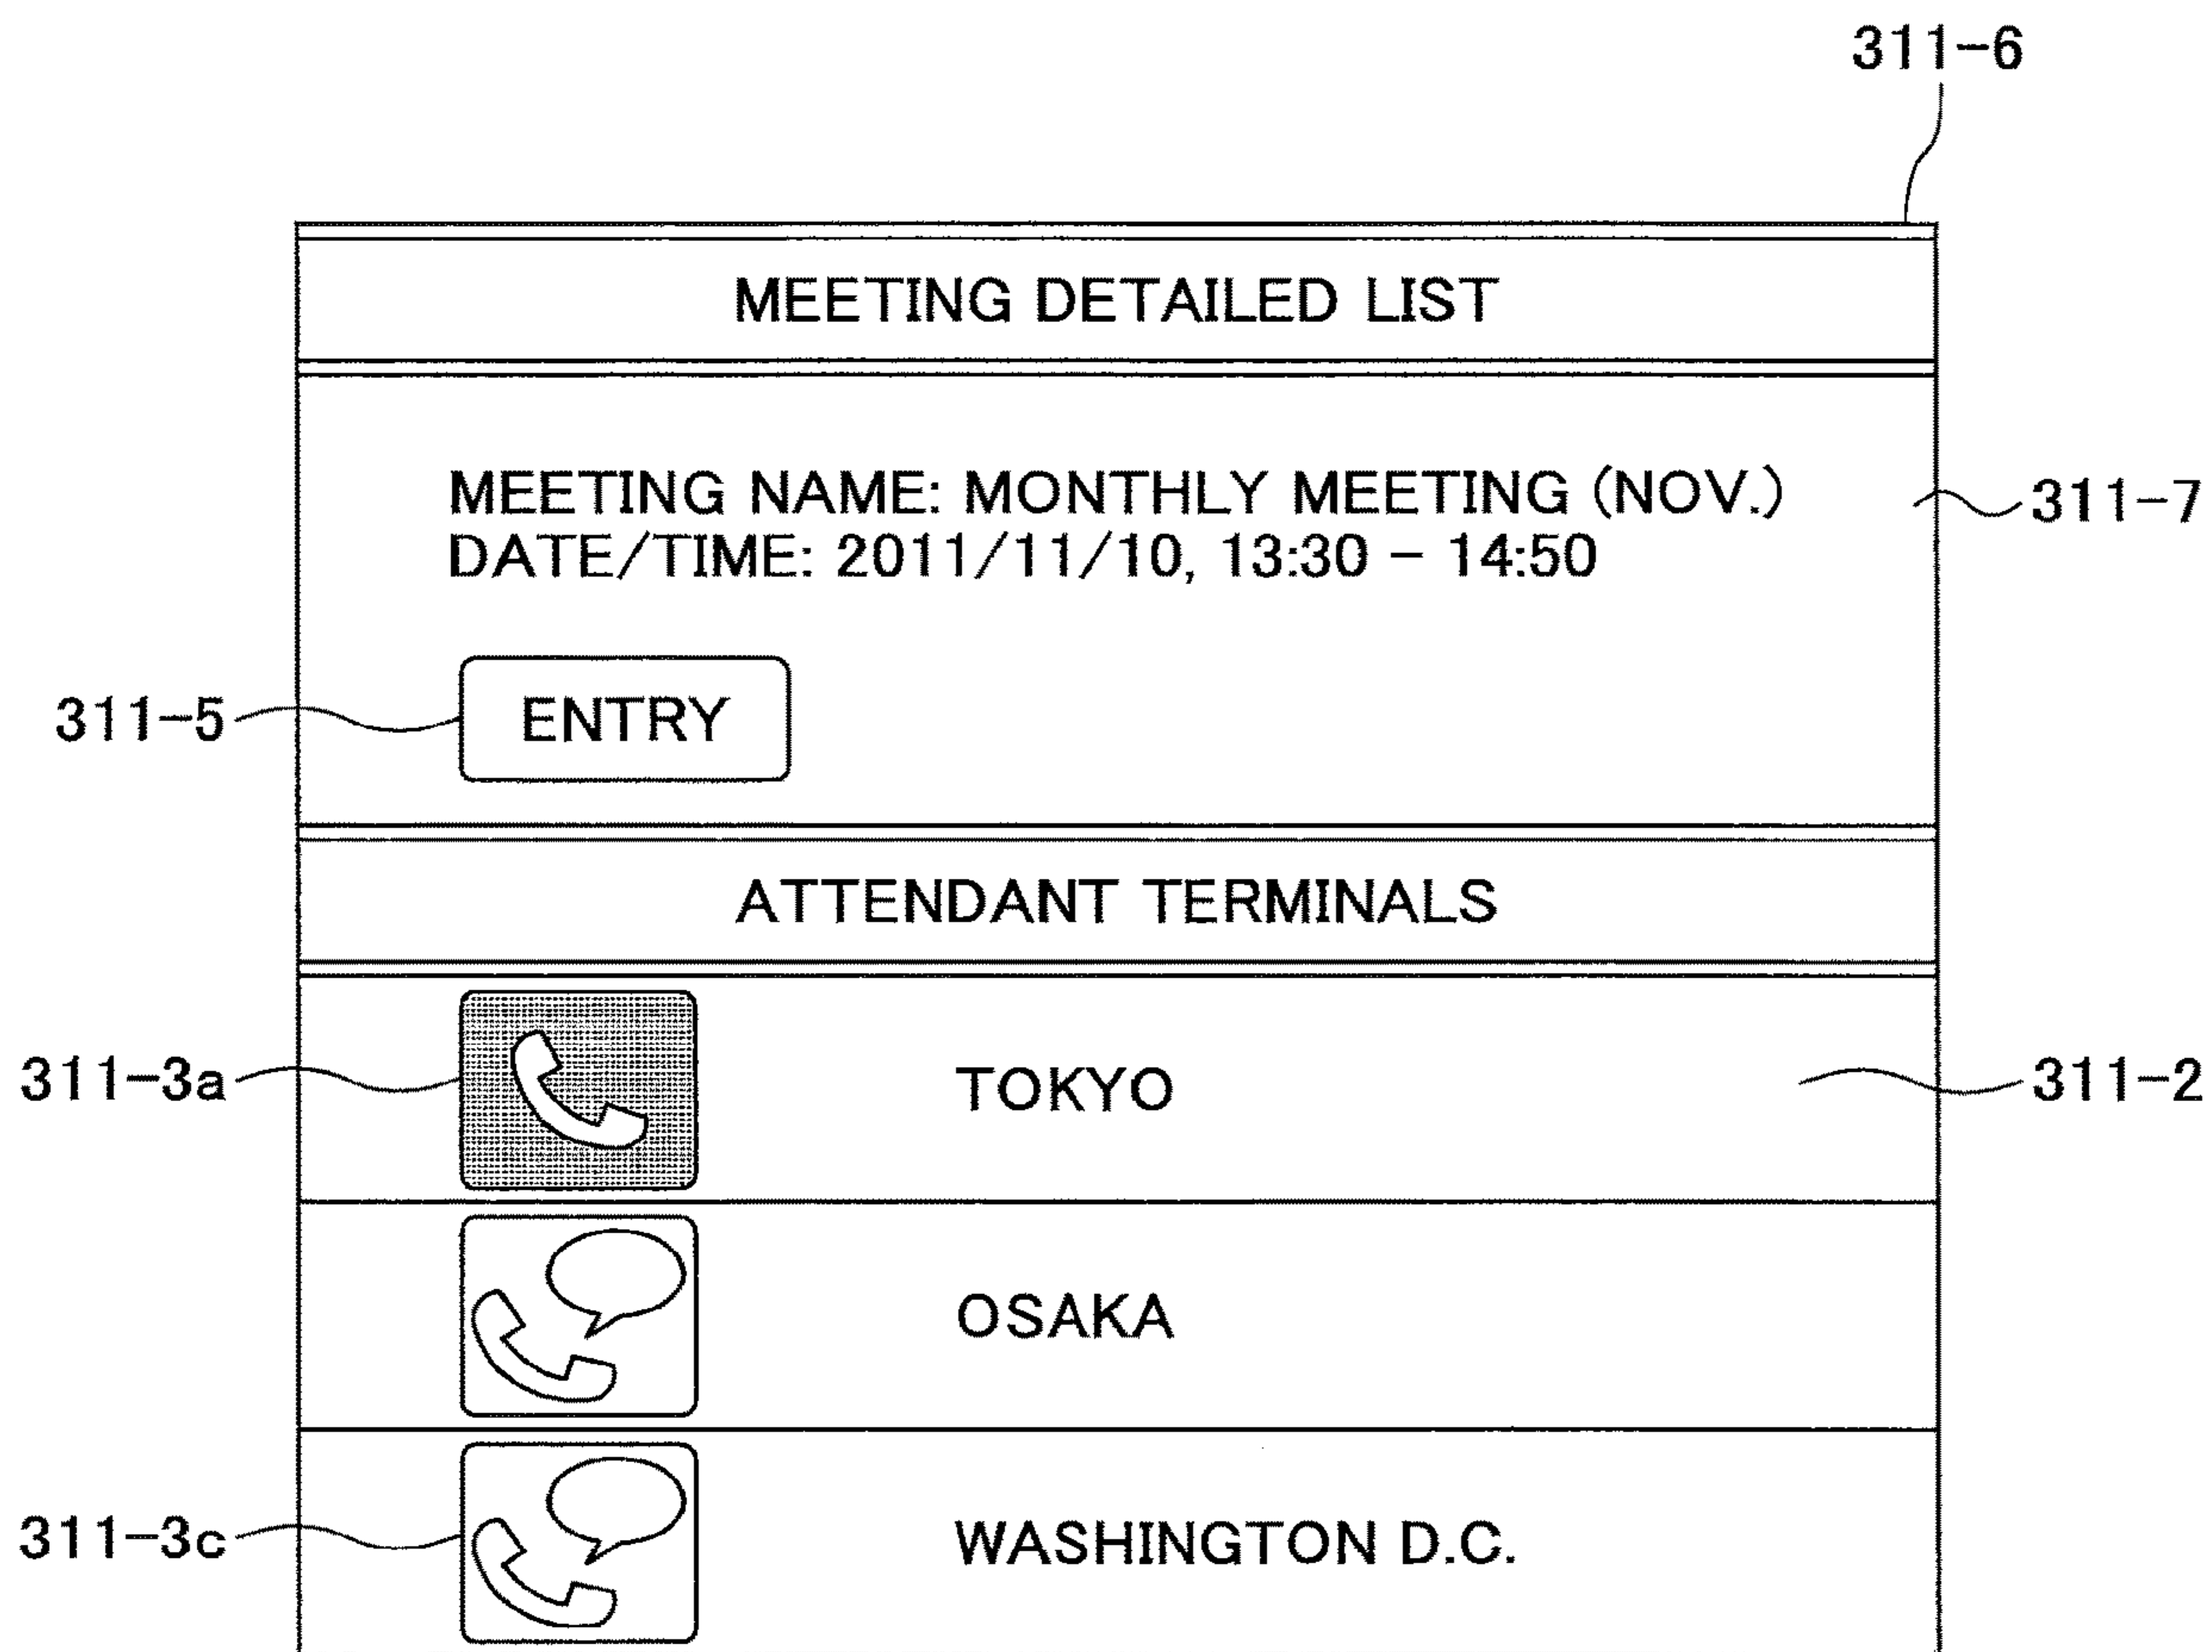 311-6
MEETING DETAILED LIST
MEETING NAME: MONTHLY MEETING (NOV.)
311-7
DATE/TIME: 2011/11/10, 13:30 - 14:50
311-5
ENTRY
ATTENDANT TERMINALS
311-3a
TOKYO
311-2
OSAKA
311-3c
WASHINGTON D.C.